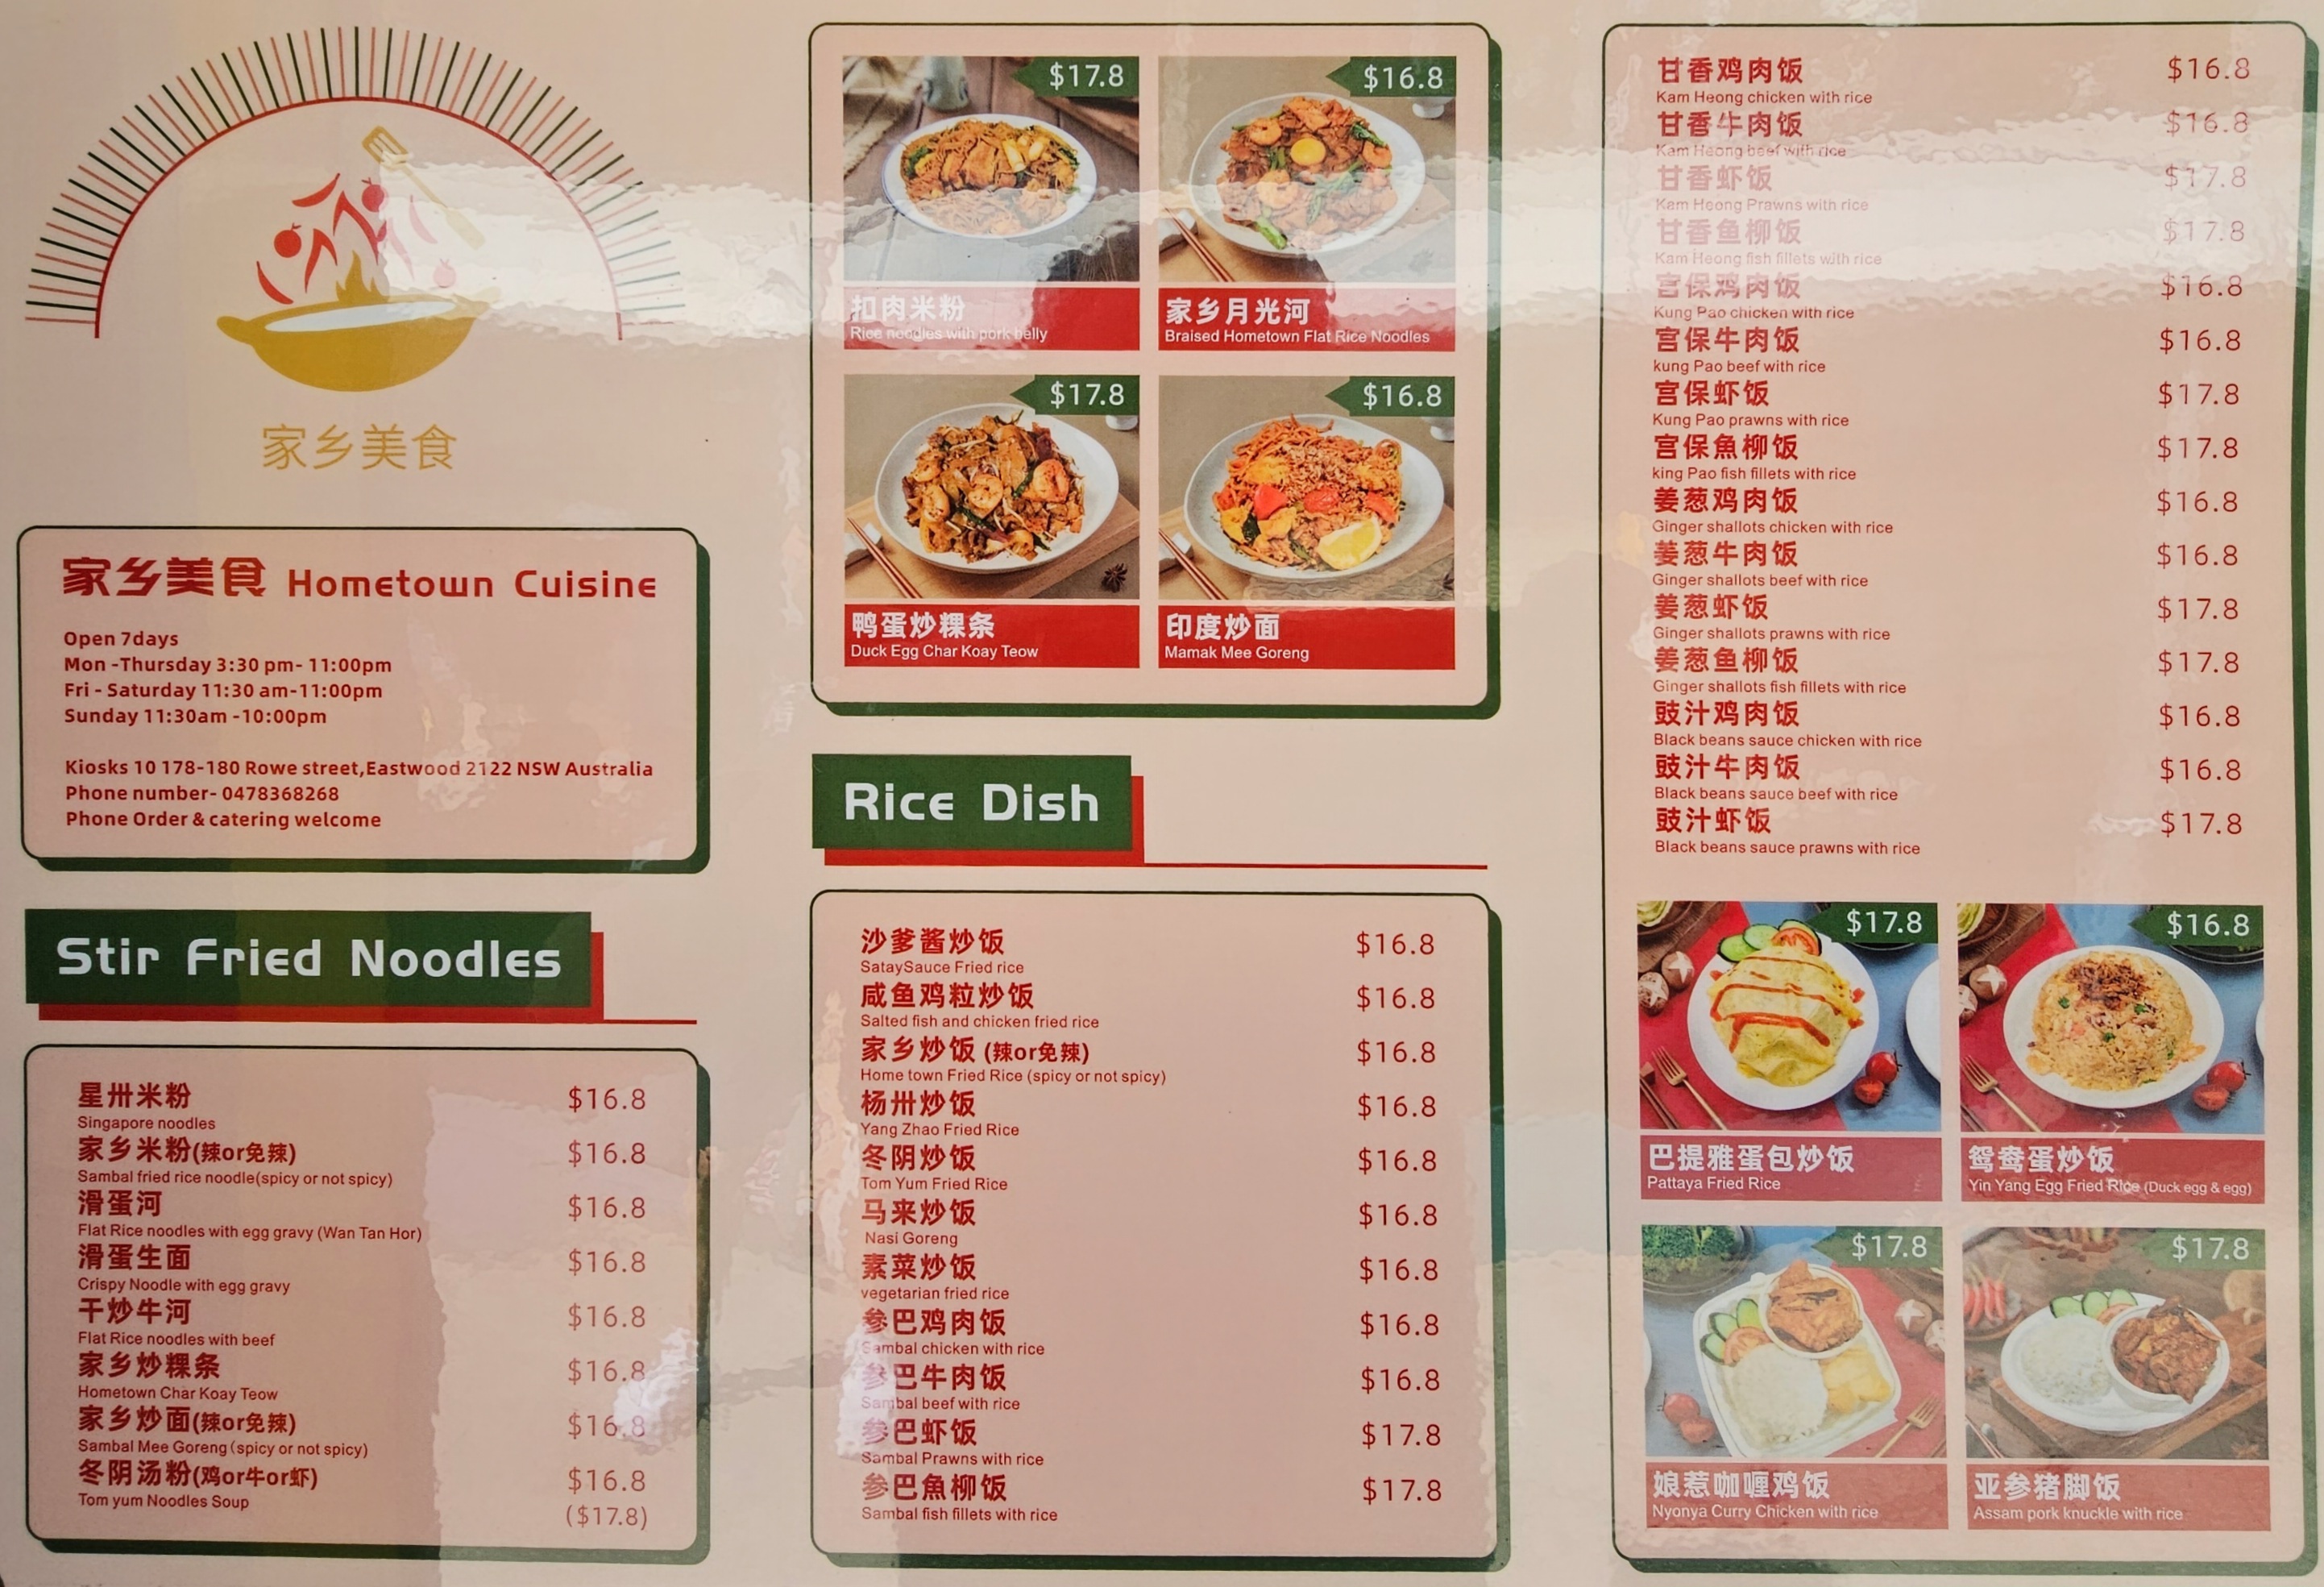 家乡美食
家乡美食 Hometown Cuisine
Open 7days
Mon -Thursday 3:30 pm- 11:00pm
Fri - Saturday 11:30 am-11:00pm
Sunday 11:30am -10:00pm
Kiosks 10 178-180 Rowe street,Eastwood 2122 NSW Australia
Phone number- 0478368268
Phone Order & catering welcome
Stir Fried Noodles
星卅米粉 $16.8
Singapore noodles
家乡米粉(辣or免辣) $16.8
Sambal fried rice noodle(spicy or not spicy)
滑蛋河 $16.8
Flat Rice noodles with egg gravy (Wan Tan Hor)
滑蛋生面 $16.8
Crispy Noodle with egg gravy
干炒牛河 $16.8
Flat Rice noodles with beef
家乡炒粿条 $16.8
Hometown Char Koay Teow
家乡炒面(辣or免辣) $16.8
Sambal Mee Goreng (spicy or not spicy)
冬阴汤粉(鸡or牛or虾) $16.8
Tom yum Noodles Soup
($17.8)
$17.8
扣肉米粉
Rice noodles with pork belly
$16.8
家乡月光河
Braised Hometown Flat Rice Noodles
$17.8
鸭蛋炒粿条
Duck Egg Char Koay Teow
$16.8
印度炒面
Mamak Mee Goreng
Rice Dish
沙爹酱炒饭 $16.8
SataySauce Fried rice
咸鱼鸡粒炒饭 $16.8
Salted fish and chicken fried rice
家乡炒饭 (辣or免辣) $16.8
Home town Fried Rice (spicy or not spicy)
杨卅炒饭 $16.8
Yang Zhao Fried Rice
冬阴炒饭 $16.8
Tom Yum Fried Rice
马来炒饭 $16.8
Nasi Goreng
素菜炒饭 $16.8
vegetarian fried rice
参巴鸡肉饭 $16.8
Sambal chicken with rice
参巴牛肉饭 $16.8
Sambal beef with rice
参巴虾饭 $17.8
Sambal Prawns with rice
参巴魚柳饭 $17.8
Sambal fish fillets with rice
甘香鸡肉饭 $16.8
Kam Heong chicken with rice
甘香牛肉饭 $16.8
Kam Heong beef with rice
甘香虾饭 $17.8
Kam Heong Prawns with rice
甘香鱼柳饭 $17.8
Kam Heong fish fillets with rice
宫保鸡肉饭 $16.8
Kung Pao chicken with rice
宫保牛肉饭 $16.8
kung Pao beef with rice
宫保虾饭 $17.8
Kung Pao prawns with rice
宫保魚柳饭 $17.8
king Pao fish fillets with rice
姜葱鸡肉饭 $16.8
Ginger shallots chicken with rice
姜葱牛肉饭 $16.8
Ginger shallots beef with rice
姜葱虾饭 $17.8
Ginger shallots prawns with rice
姜葱鱼柳饭 $17.8
Ginger shallots fish fillets with rice
豉汁鸡肉饭 $16.8
Black beans sauce chicken with rice
豉汁牛肉饭 $16.8
Black beans sauce beef with rice
豉汁虾饭 $17.8
Black beans sauce prawns with rice
$17.8
巴提雅蛋包炒饭
Pattaya Fried Rice
$16.8
鸳鸯蛋炒饭
Yin Yang Egg Fried Rice (Duck egg & egg)
$17.8
娘惹咖喱鸡饭
Nyonya Curry Chicken with rice
$17.8
亚参猪脚饭
Assam pork knuckle with rice